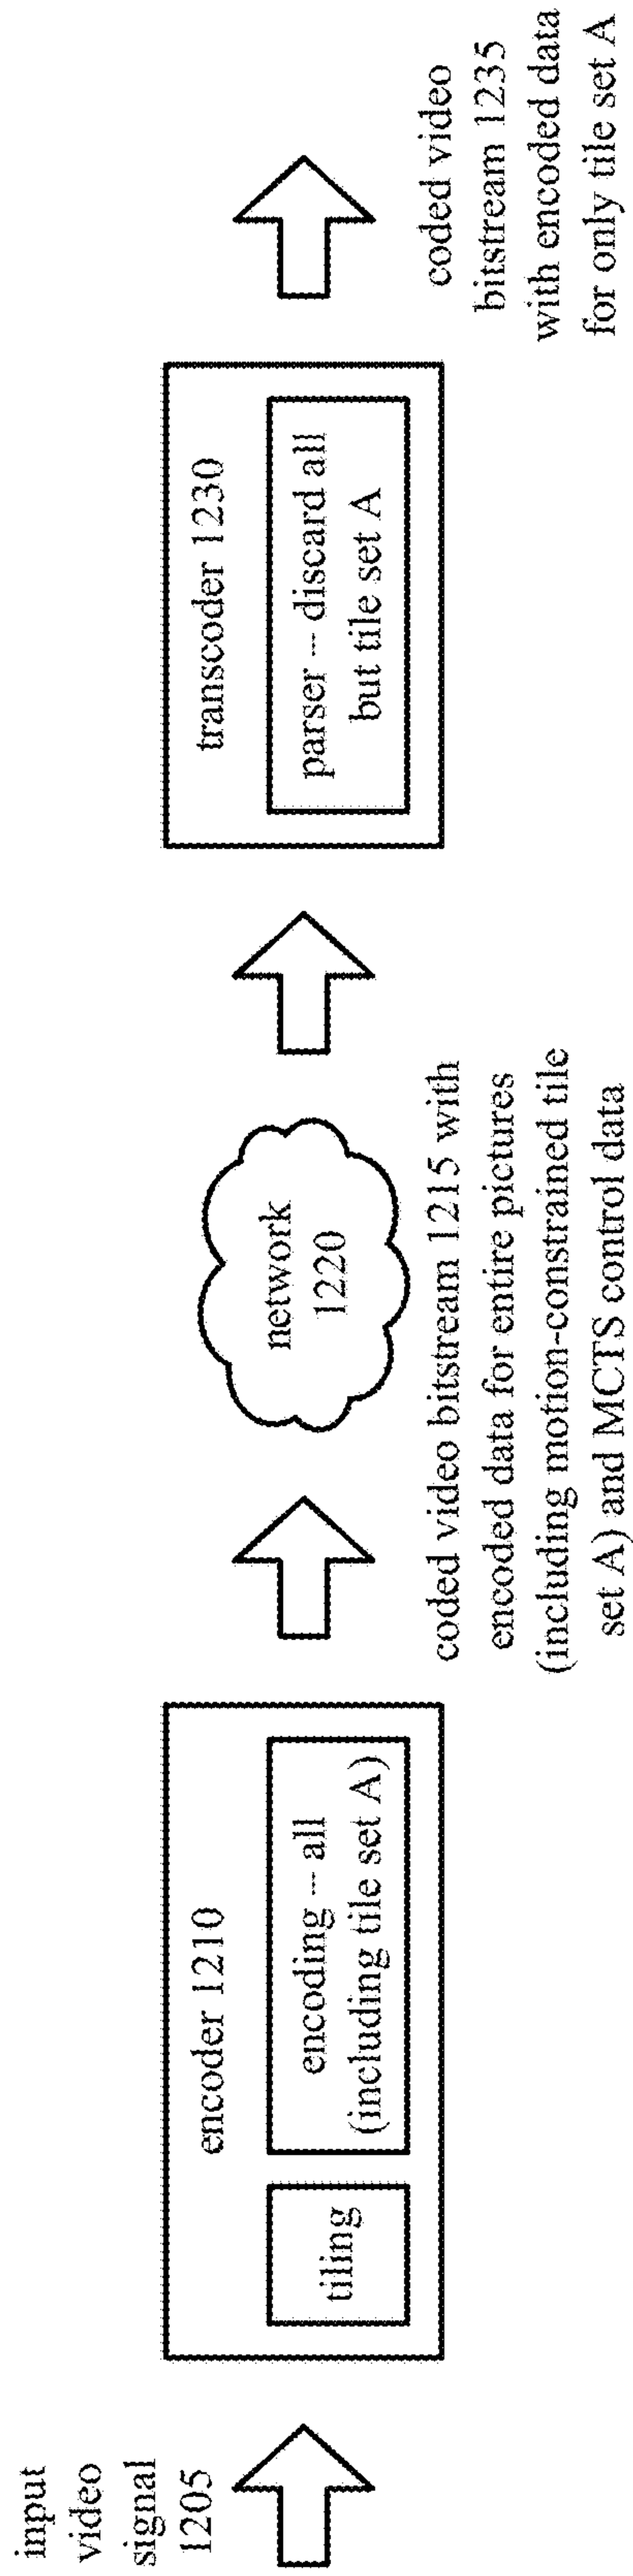 input
video
signal
1205
encoder 1210
tiling
encoding -- all
(including tile set A)
network
1220
coded video bitstream 1215 with
encoded data for entire pictures
(including motion-constrained tile
set A) and MCTS control data
transcoder 1230
parser -- discard all
but tile set A
coded video
bitstream 1235
with encoded data
for only tile set A